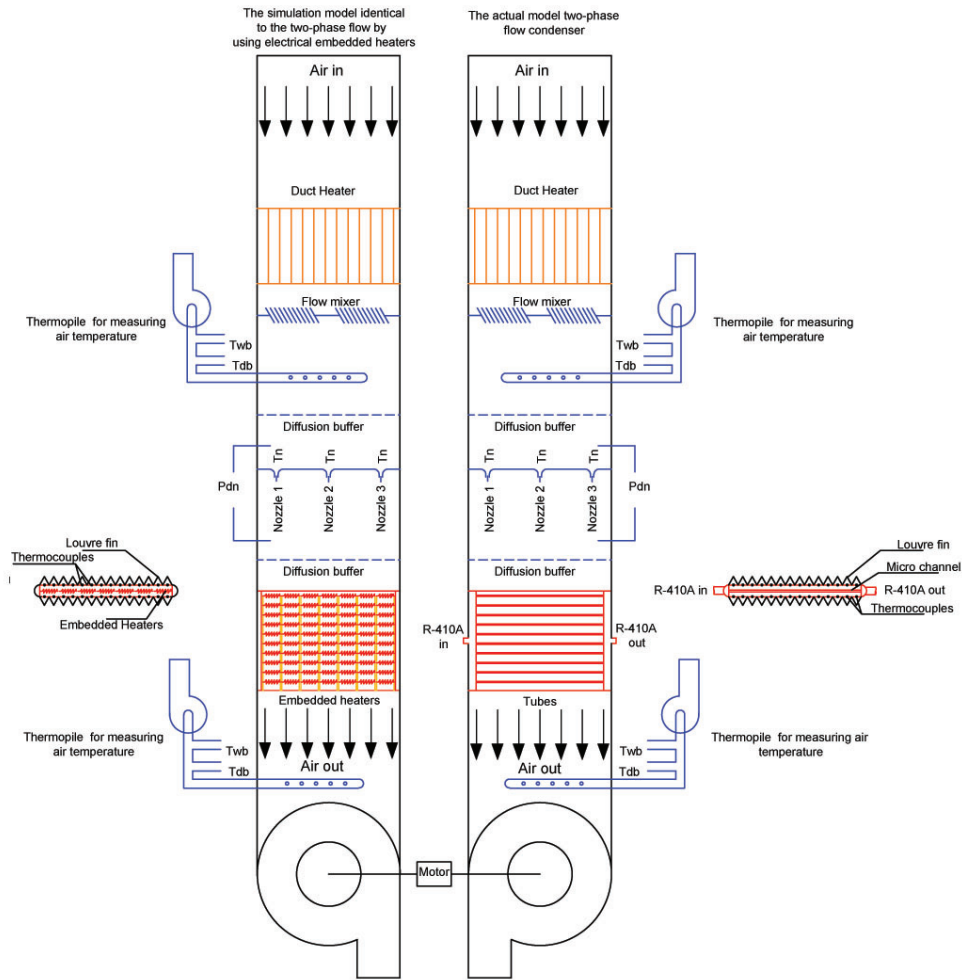 The simulation model identical
to the two-phase flow by
using electrical embedded heaters
The actual model two-phase
flow condenser
Air in
Air in
Duct Heater
Duct Heater
Flow mixer
Flow mixer
Thermopile for measuring
air temperature
Twb
Tdb
Thermopile for measuring
air temperature
Twb
Tdb
Diffusion buffer
Diffusion buffer
Pdn
Tn
Tn
Tn
Nozzle 1
Nozzle 2
Nozzle 3
Tn
Tn
Tn
Nozzle 1
Nozzle 2
Nozzle 3
Pdn
Diffusion buffer
Diffusion buffer
Louvre fin
Thermocouples
Embedded Heaters
Louvre fin
Micro channel
R-410A in
R-410A out
Thermocouples
R-410A
in
R-410A
out
Embedded heaters
Tubes
Thermopile for measuring
air temperature
Twb
Tdb
Air out
Air out
Twb
Tdb
Thermopile for measuring air
temperature
Motor